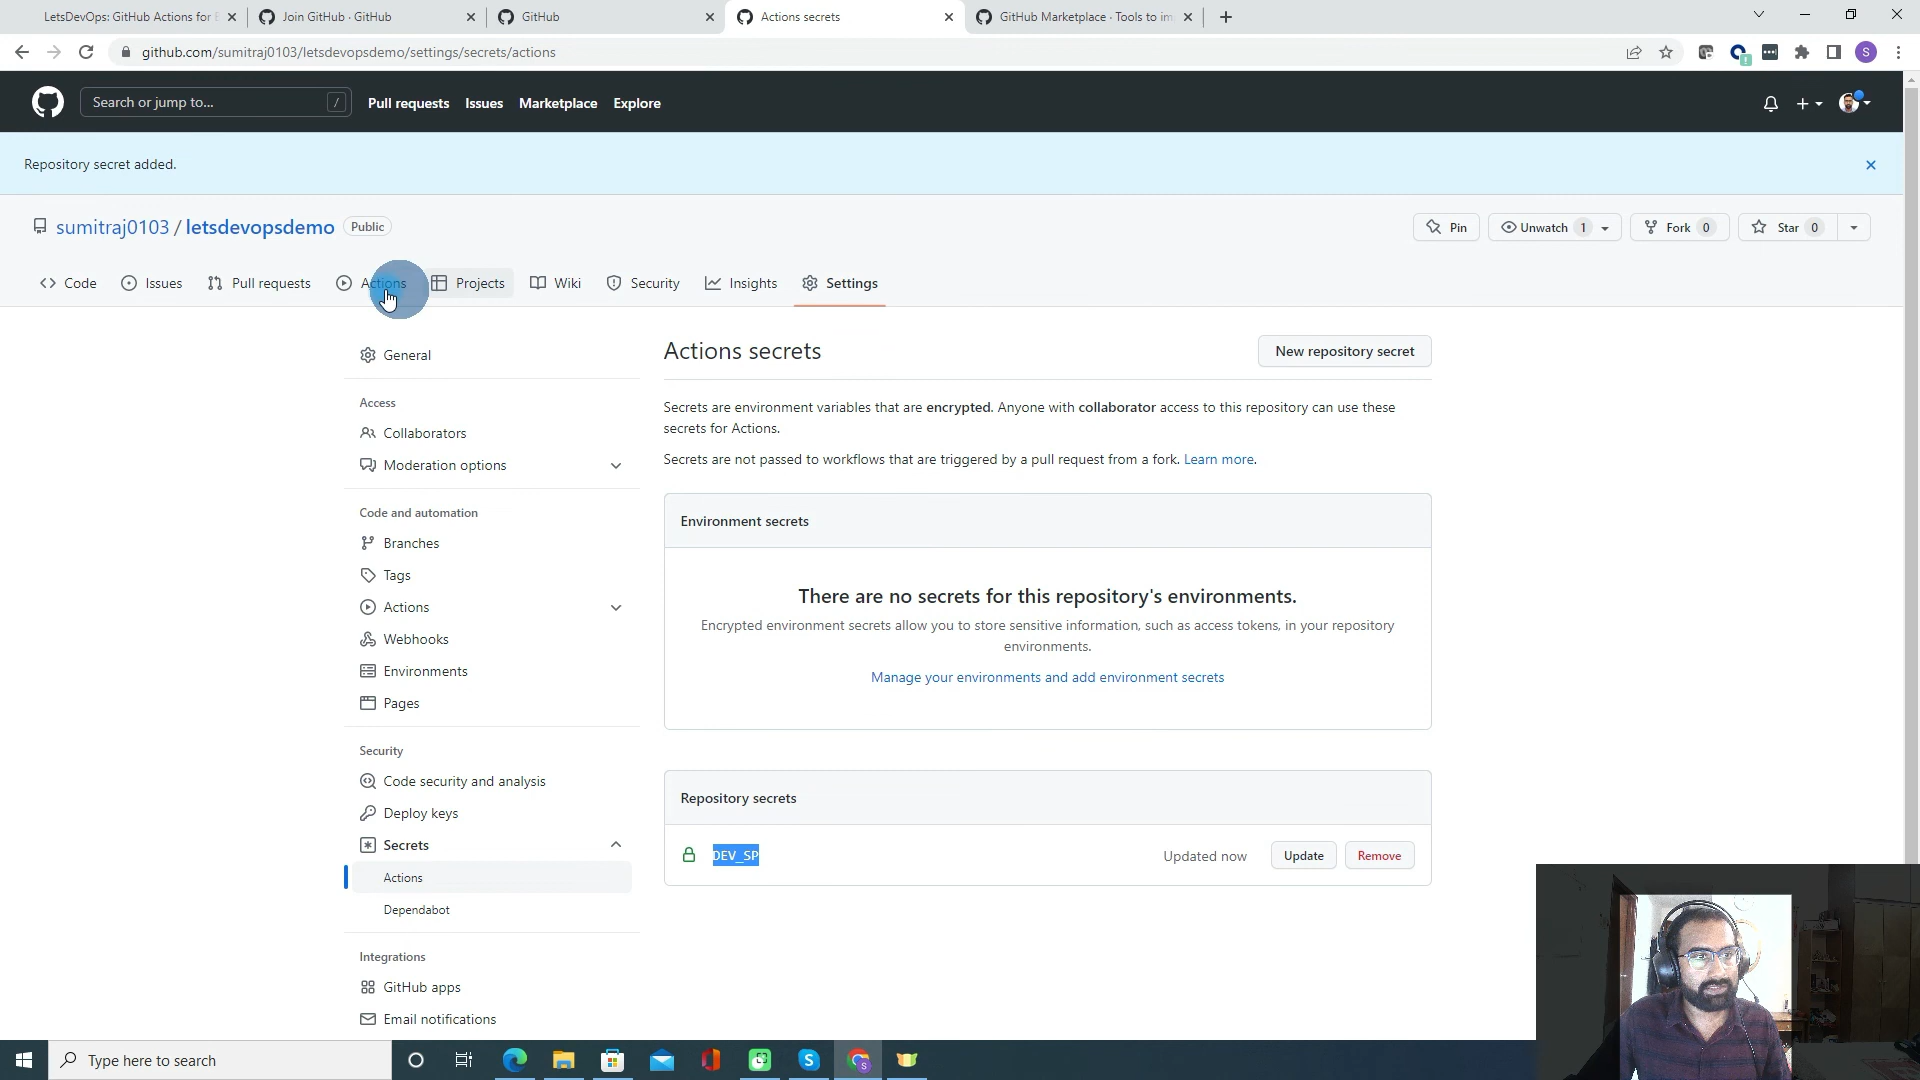 LetsDevOps: GitHub Actions for
Join GitHub · GitHub
GitHub
Actions secrets
GitHub Marketplace · Tools to im
github.com/sumitraj0103/letsdevopsdemo/settings/secrets/actions
S
Search or jump to...
/
Pull requests
Issues
Marketplace
Explore
Repository secret added.
sumitraj0103 / letsdevopsdemo
Public
Pin
Unwatch 1
Fork 0
Star 0
Code
Issues
Pull requests
Actions
Projects
Wiki
Security
Insights
Settings
General
Access
Collaborators
Moderation options
Code and automation
Branches
Tags
Actions
Webhooks
Environments
Pages
Security
Code security and analysis
Deploy keys
Secrets
Actions
Dependabot
Integrations
GitHub apps
Email notifications
Actions secrets
New repository secret
Secrets are environment variables that are encrypted. Anyone with collaborator access to this repository can use these
secrets for Actions.
Secrets are not passed to workflows that are triggered by a pull request from a fork. Learn more.
Environment secrets
There are no secrets for this repository's environments.
Encrypted environment secrets allow you to store sensitive information, such as access tokens, in your repository
environments.
Manage your environments and add environment secrets
Repository secrets
DEV_SP
Updated now
Update
Remove
Type here to search